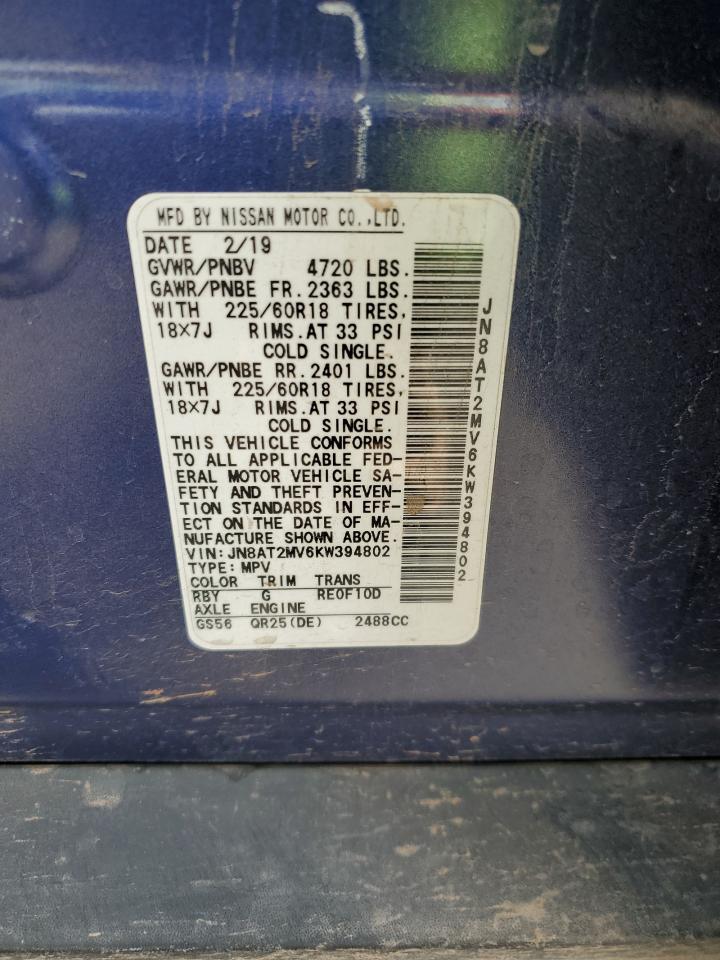 MFD BY NISSAN MOTOR CO.,LTD.
DATE 2/19
GVWR/PNBV 4720 LBS.
GAWR/PNBE FR.2363 LBS.
WITH 225/60R18 TIRES,
18X7J RIMS.AT 33 PSI
COLD SINGLE.
GAWR/PNBE RR.2401 LBS.
WITH 225/60R18 TIRES,
18X7J RIMS.AT 33 PSI
COLD SINGLE.
THIS VEHICLE CONFORMS
TO ALL APPLICABLE FED-
ERAL MOTOR VEHICLE SA-
FETY AND THEFT PREVEN-
TION STANDARDS IN EFF-
ECT ON THE DATE OF MA-
NUFACTURE SHOWN ABOVE.
VIN:JN8AT2MV6KW394802
TYPE:MPV
COLOR TRIM TRANS
RBY G RE0F10D
AXLE ENGINE
GS56 QR25(DE) 2488CC
JN8AT2MV6KW394802